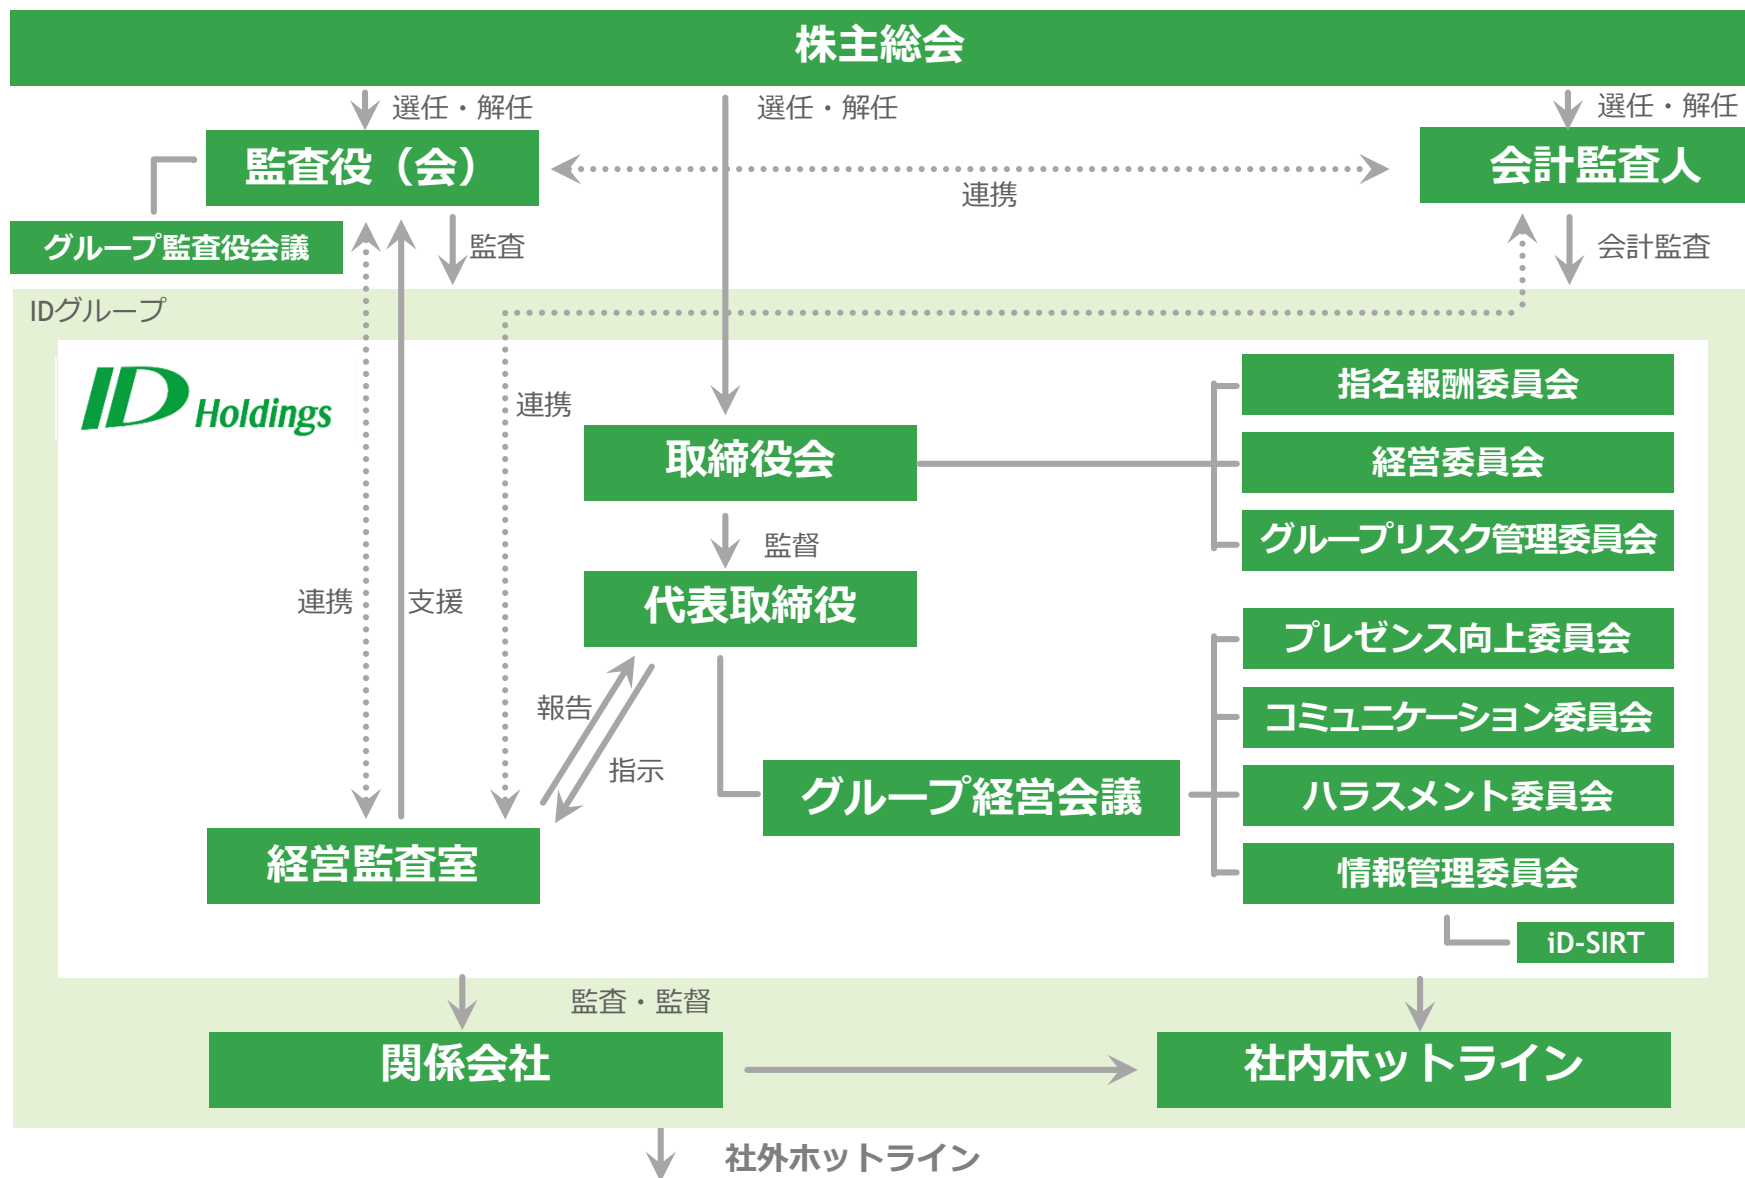 株主総会
選任・解任
選任・解任
選任・解任
監査役（会）
会計監査人
連携
グループ監査役会議
監査
会計監査
IDグループ
ID Holdings
連携
指名報酬委員会
取締役会
経営委員会
グループリスク管理委員会
監督
代表取締役
連携
支援
プレゼンス向上委員会
報告
コミュニケーション委員会
指示
グループ経営会議
ハラスメント委員会
経営監査室
情報管理委員会
iD-SIRT
監査・監督
関係会社
社内ホットライン
社外ホットライン